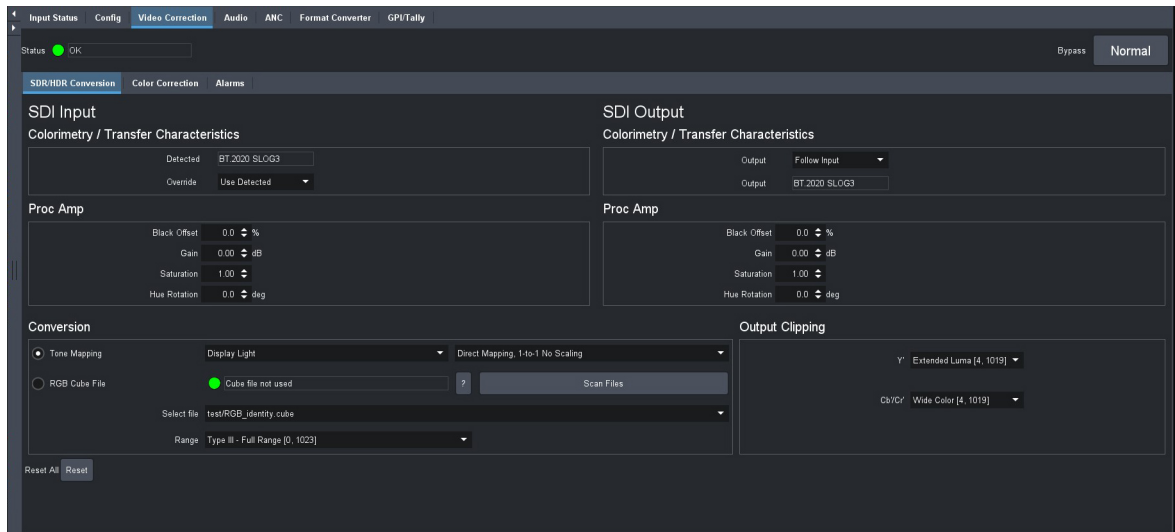 Input Status Config Video Correction Audio ANC Format Converter GPI/Tally
Status OK Bypass Normal
SDR/HDR Conversion Color Correction Alarms
SDI Input SDI Output
Colorimetry / Transfer Characteristics Colorimetry / Transfer Characteristics
Detected BT.2020 SLOG3 Output Follow Input
Override Use Detected Output BT.2020 SLOG3
Proc Amp Proc Amp
Black Offset 0.0 % Black Offset 0.0 %
Gain 0.00 dB Gain 0.00 dB
Saturation 1.00 Saturation 1.00
Hue Rotation 0.0 deg Hue Rotation 0.0 deg
Conversion Output Clipping
Tone Mapping Display Light Direct Mapping, 1-to-1 No Scaling Y' Extended Luma [4, 1019]
RGB Cube File Cube file not used ? Scan Files Cb'/Cr' Wide Color [4, 1019]
Select file test/RGB_identity.cube
Range Type III - Full Range [0, 1023]
Reset All Reset